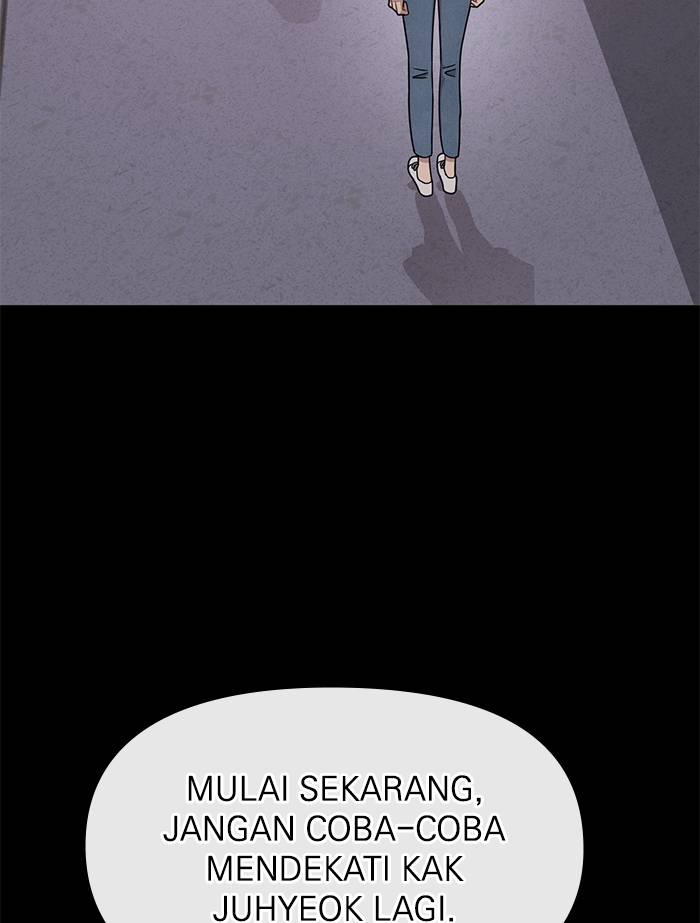 MULAI SEKARANG,
JANGAN COBA-COBA
MENDEKATI KAK
JUHYEOK LAGI.